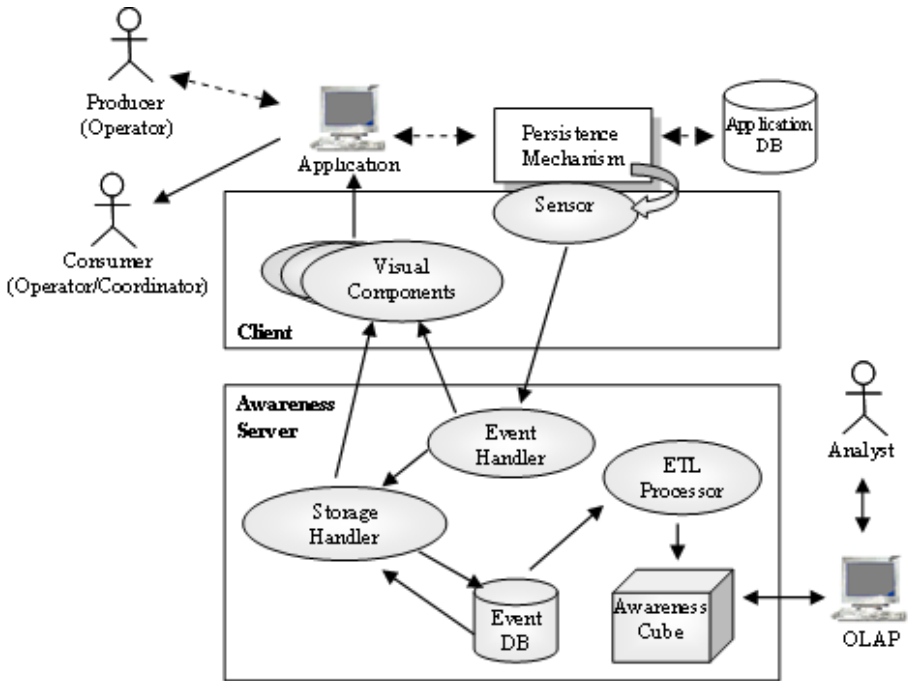 Producer
(Operator)
Application
Persistence
Mechanism
Application
DB
Consumer
(Operator/Coordinator)
Sensor
Visual
Components
Client
Awareness
Server
Event
Handler
ETL
Processor
Analyst
Storage
Handler
Event
DB
Awareness
Cube
OLAP